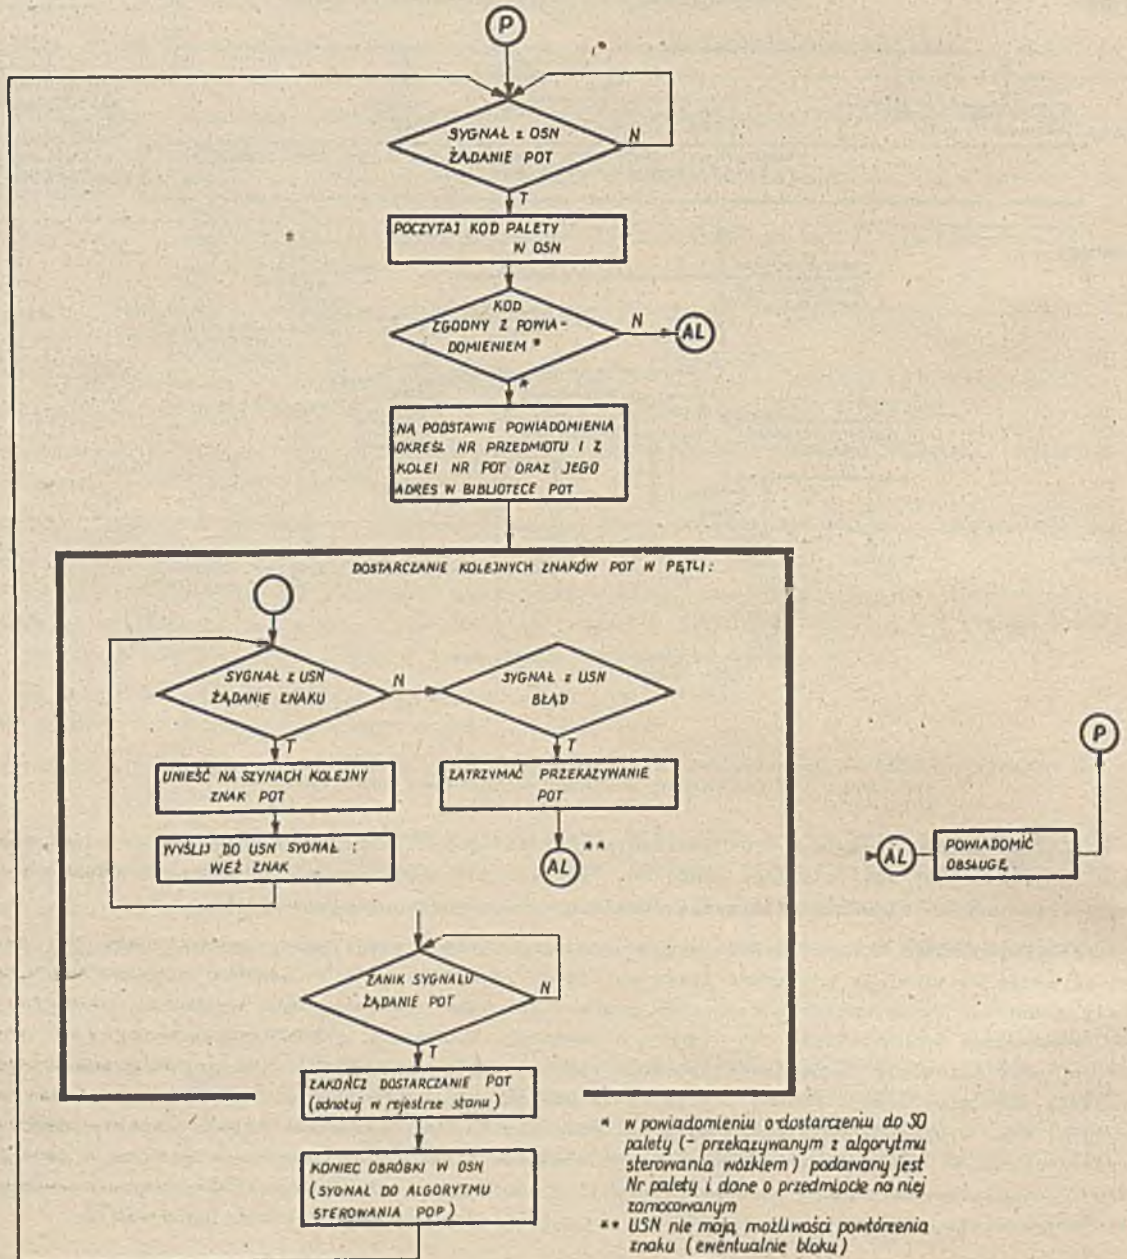 P
SYGNAŁ z OSN
ŻĄDANIE POT
N
T
POCZYTAJ KOD PALETY
W OSN
KOD
ZGODNY Z POWIA-
DOMIENIEM *
N
AL
*
NA PODSTAWIE POWIADOMIENIA
OKREŚL NR PRZEDMIOTU I Z
KOLEI NR POT ORAZ JEGO
ADRES W BIBLIOTECE POT
DOSTARCZANIE KOLEJNYCH ZNAKÓW POT W PĘTLI:
SYGNAŁ z USN
ŻĄDANIE ZNAKU
N
SYGNAŁ z USN
BŁĄD
T
T
UNIEŚĆ NA SZYNACH KOLEJNY
ZNAK POT
ZATRZYMAĆ PRZEKAZYWANIE
POT
WYŚLIJ DO USN SYGNAŁ :
WEŹ ZNAK
AL
**
P
AL
POWIADOMIĆ
OBSŁUGĘ
ZANIK SYGNAŁU
ŻĄDANIE POT
N
T
ZAKOŃCZ DOSTARCZANIE POT
(odnotuj w rejestrze stanu)
KONIEC OBRÓBKI W OSN
(SYGNAŁ DO ALGORYTMU
STEROWANIA POP)
* w powiadomieniu o dostarczeniu do SO
palety (- przekazywanym z algorytmu
sterowania wózkiem) podawany jest
Nr palety i dane o przedmiocie na niej
zamocowanym
** USN nie mają możliwości powtórzenia
znaku (ewentualnie bloku)